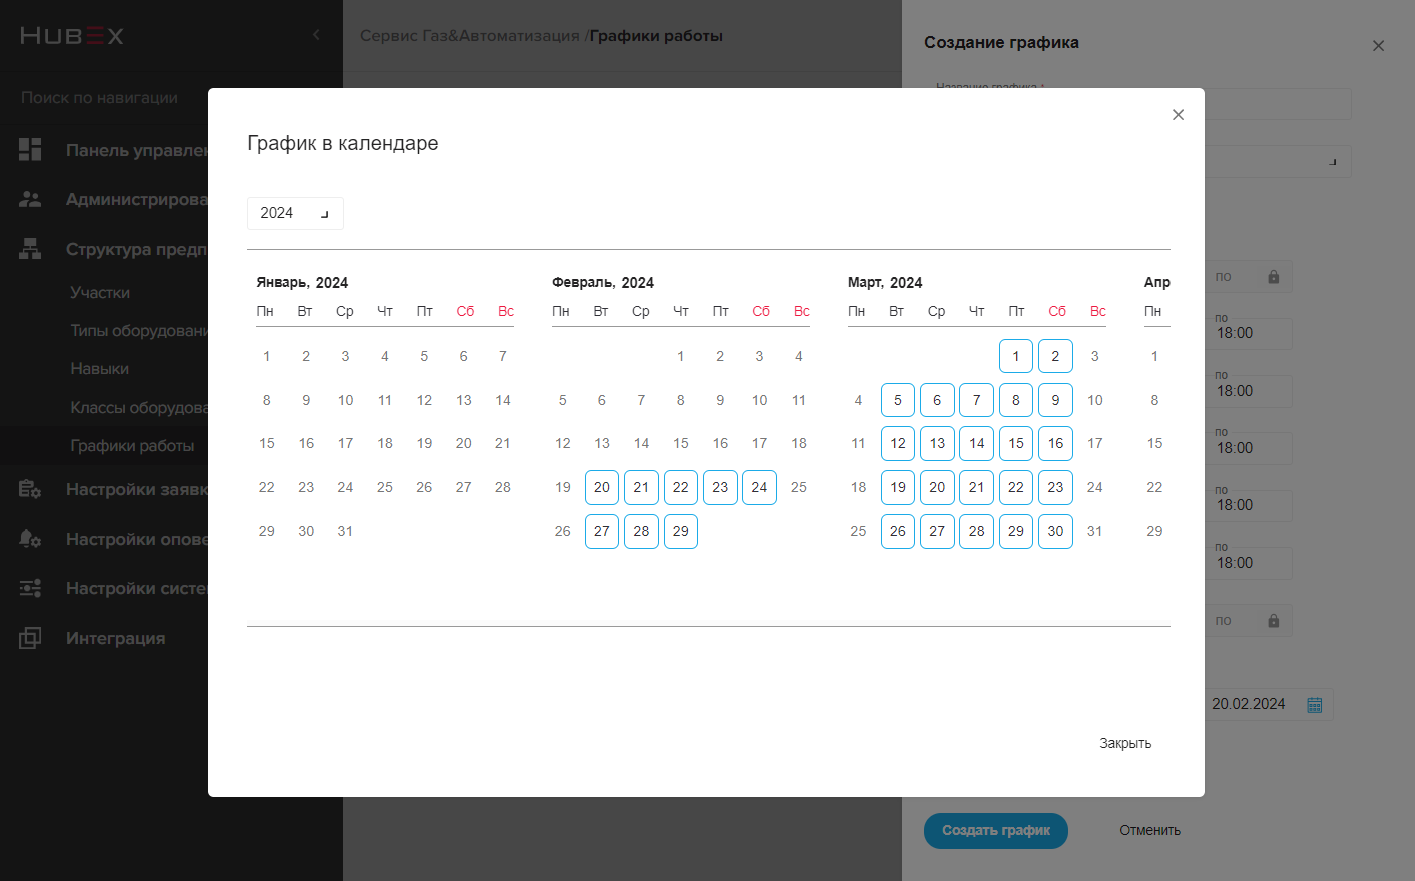 HUBEX
Сервис Газ&Автоматизация /Графики работы
Создание графика
Поиск по навигации
Название графика *
Панель управлен
Администрирова
Структура предп
Участки
Типы оборудовани
Навыки
Классы оборудова
Графики работы
Настройки заявк
Настройки опове
Настройки систе
Интеграция
График в календаре
2024
Январь, 2024
Пн Вт Ср Чт Пт Сб Вс
1 2 3 4 5 6 7
8 9 10 11 12 13 14
15 16 17 18 19 20 21
22 23 24 25 26 27 28
29 30 31
Февраль, 2024
Пн Вт Ср Чт Пт Сб Вс
1 2 3 4
5 6 7 8 9 10 11
12 13 14 15 16 17 18
19 20 21 22 23 24 25
26 27 28 29
Март, 2024
Пн Вт Ср Чт Пт Сб Вс
1 2 3
4 5 6 7 8 9 10
11 12 13 14 15 16 17
18 19 20 21 22 23 24
25 26 27 28 29 30 31
Апр
Пн
1
8
15
22
29
Закрыть
по
по
18:00
по
18:00
по
18:00
по
18:00
по
18:00
по
20.02.2024
Создать график
Отменить